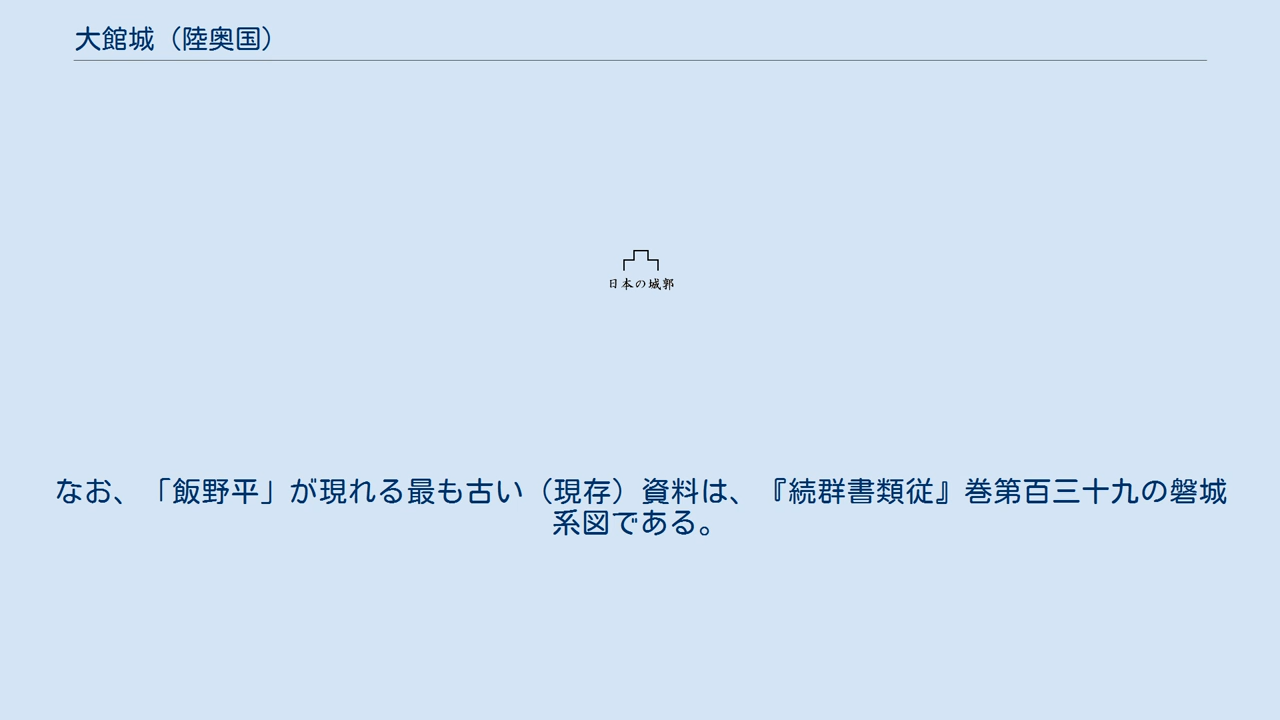 大館城（陸奥国）
日本の城郭
なお、「飯野平」が現れる最も古い（現存）資料は、『続群書類従』巻第百三十九の磐城
系図である。